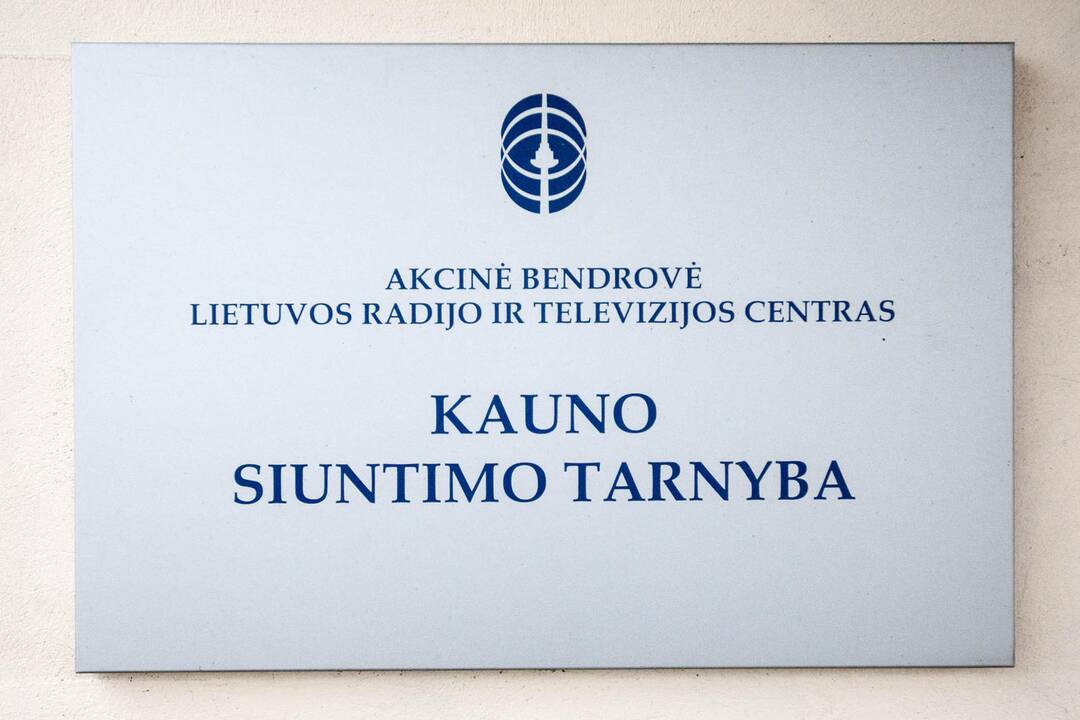 AKCINĖ BENDROVĖ
LIETUVOS RADIJO IR TELEVIZIJOS CENTRAS
KAUNO
SIUNTIMO TARNYBA